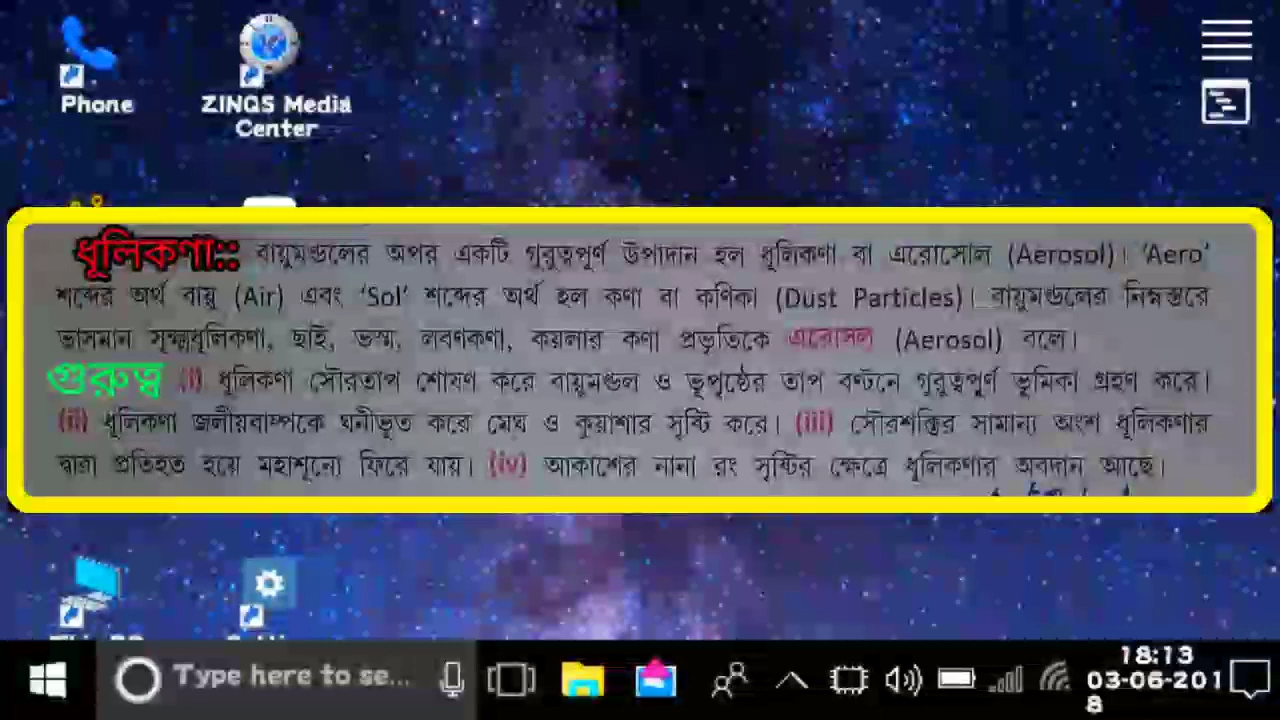 Phone
ZINQS Media
Center
ধূলিকণা:: বায়ুমণ্ডলের অপর একটি গুরুত্বপূর্ণ উপাদান হল ধূলিকণা বা এরোসোল (Aerosol)। ‘Aero’
শব্দের অর্থ বায়ু (Air) এবং ‘Sol’ শব্দের অর্থ হল কণা বা কণিকা (Dust Particles)। বায়ুমণ্ডলের নিম্নস্তরে
ভাসমান সূক্ষ্মধূলিকণা, ছাই, ভস্ম, লবণকণা, কয়লার কণা প্রভৃতিকে এরোসল (Aerosol) বলে।
গুরুত্ব (i) ধূলিকণা সৌরতাপ শোষণ করে বায়ুমণ্ডল ও ভূপৃষ্ঠের তাপ বণ্টনে গুরুত্বপূর্ণ ভূমিকা গ্রহণ করে।
(ii) ধূলিকণা জলীয়বাষ্পকে ঘনীভূত করে মেঘ ও কুয়াশার সৃষ্টি করে। (iii) সৌরশক্তির সামান্য অংশ ধূলিকণার
দ্বারা প্রতিহত হয়ে মহাশূন্যে ফিরে যায়। (iv) আকাশের নানা রং সৃষ্টির ক্ষেত্রে ধূলিকণার অবদান আছে।
Type here to se...
18:13
03-06-201
8